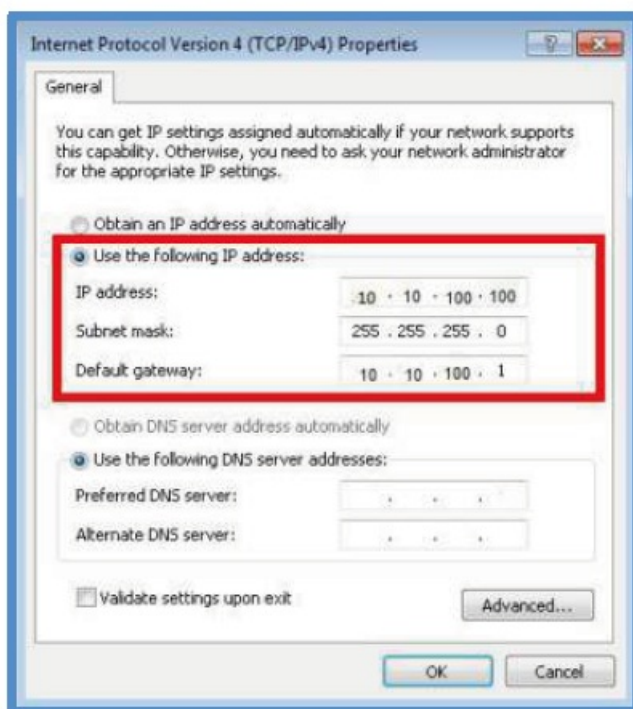 Internet Protocol Version 4 (TCP/IPv4) Properties
General
You can get IP settings assigned automatically if your network supports
this capability. Otherwise, you need to ask your network administrator
for the appropriate IP settings.
Obtain an IP address automatically
Use the following IP address:
IP address: 10 . 10 . 100 . 100
Subnet mask: 255 . 255 . 255 . 0
Default gateway: 10 . 10 . 100 . 1
Obtain DNS server address automatically
Use the following DNS server addresses:
Preferred DNS server: . . .
Alternate DNS server: . . .
Validate settings upon exit
Advanced...
OK Cancel